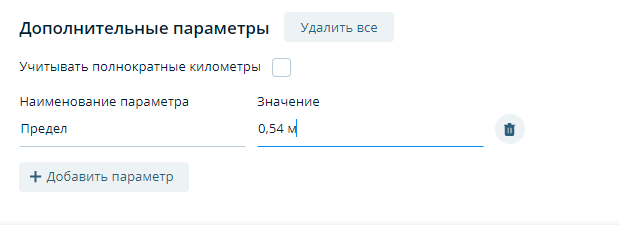 Дополнительные параметры Удалить все
Учитывать полнократные километры
Наименование параметра Значение
Предел 0,54 м
+ Добавить параметр